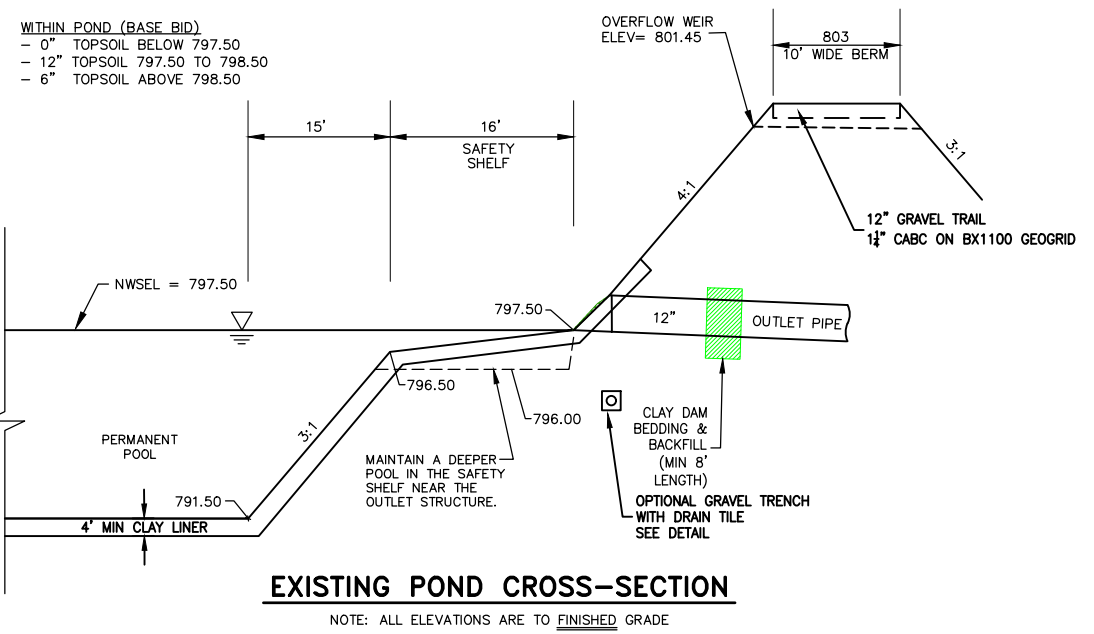 WITHIN POND (BASE BID)
- 0" TOPSOIL BELOW 797.50
- 12" TOPSOIL 797.50 TO 798.50
- 6" TOPSOIL ABOVE 798.50
OVERFLOW WEIR
ELEV= 801.45
803
10' WIDE BERM
15'
16'
SAFETY
SHELF
4:1
3:1
12" GRAVEL TRAIL
1¼" CABC ON BX1100 GEOGRID
NWSEL = 797.50
797.50
12"
OUTLET PIPE
796.50
796.00
3:1
PERMANENT
POOL
MAINTAIN A DEEPER
POOL IN THE SAFETY
SHELF NEAR THE
OUTLET STRUCTURE.
CLAY DAM
BEDDING &
BACKFILL
(MIN 8'
LENGTH)
791.50
4' MIN CLAY LINER
OPTIONAL GRAVEL TRENCH
WITH DRAIN TILE
SEE DETAIL
EXISTING POND CROSS-SECTION
NOTE: ALL ELEVATIONS ARE TO FINISHED GRADE